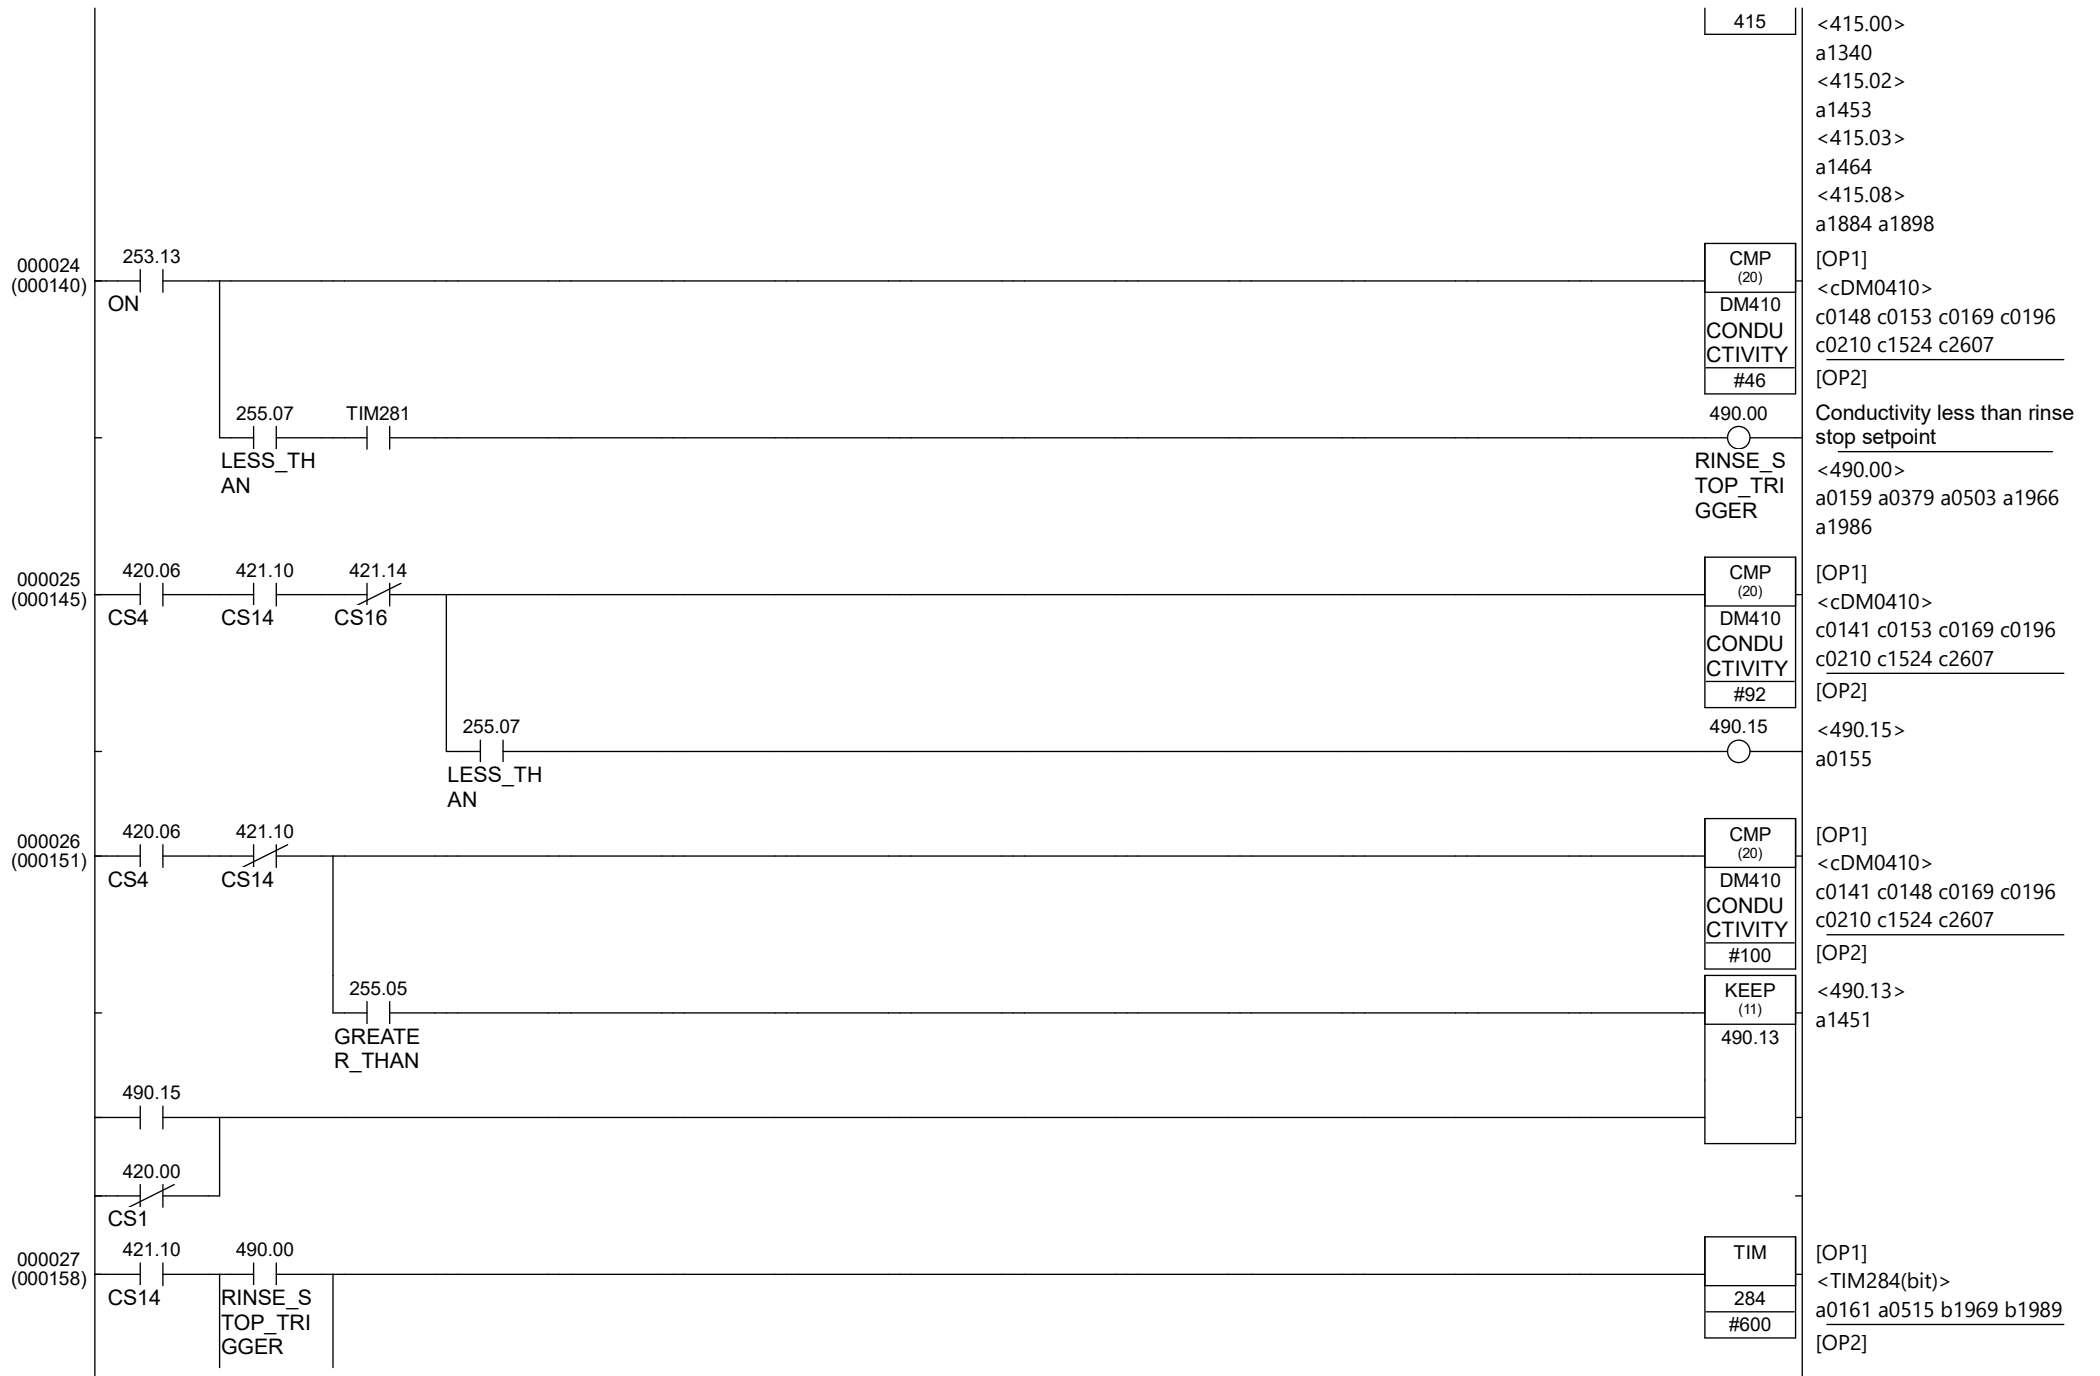 415
<415.00>
a1340
<415.02>
a1453
<415.03>
a1464
<415.08>
a1884 a1898
000024
(000140)
253.13
ON
CMP
(20)
DM410
CONDU
CTIVITY
#46
[OP1]
<cDM0410>
c0148 c0153 c0169 c0196
c0210 c1524 c2607
[OP2]
255.07
LESS_TH
AN
TIM281
490.00
RINSE_S
TOP_TRI
GGER
Conductivity less than rinse
stop setpoint
<490.00>
a0159 a0379 a0503 a1966
a1986
000025
(000145)
420.06
CS4
421.10
CS14
421.14
CS16
CMP
(20)
DM410
CONDU
CTIVITY
#92
[OP1]
<cDM0410>
c0141 c0153 c0169 c0196
c0210 c1524 c2607
[OP2]
255.07
LESS_TH
AN
490.15
<490.15>
a0155
000026
(000151)
420.06
CS4
421.10
CS14
CMP
(20)
DM410
CONDU
CTIVITY
#100
[OP1]
<cDM0410>
c0141 c0148 c0169 c0196
c0210 c1524 c2607
[OP2]
255.05
GREATE
R_THAN
KEEP
(11)
490.13
<490.13>
a1451
490.15
420.00
CS1
000027
(000158)
421.10
CS14
490.00
RINSE_S
TOP_TRI
GGER
TIM
284
#600
[OP1]
<TIM284(bit)>
a0161 a0515 b1969 b1989
[OP2]